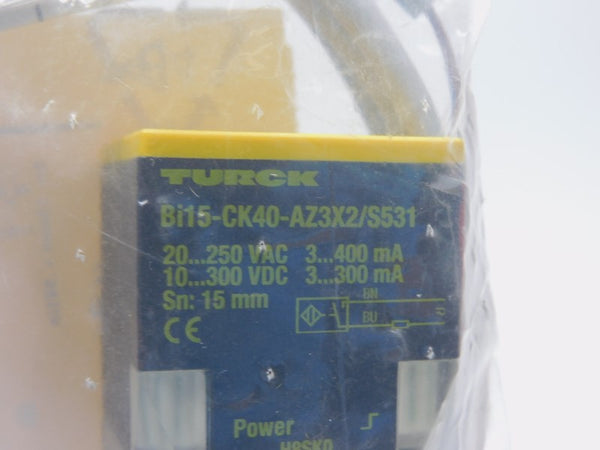 TURCK
Bi15-CK40-AZ3X2/S531
20...250 VAC 3...400 mA
10...300 VDC 3...300 mA
Sn: 15 mm
BN
BU
CE
Power
H8SK0